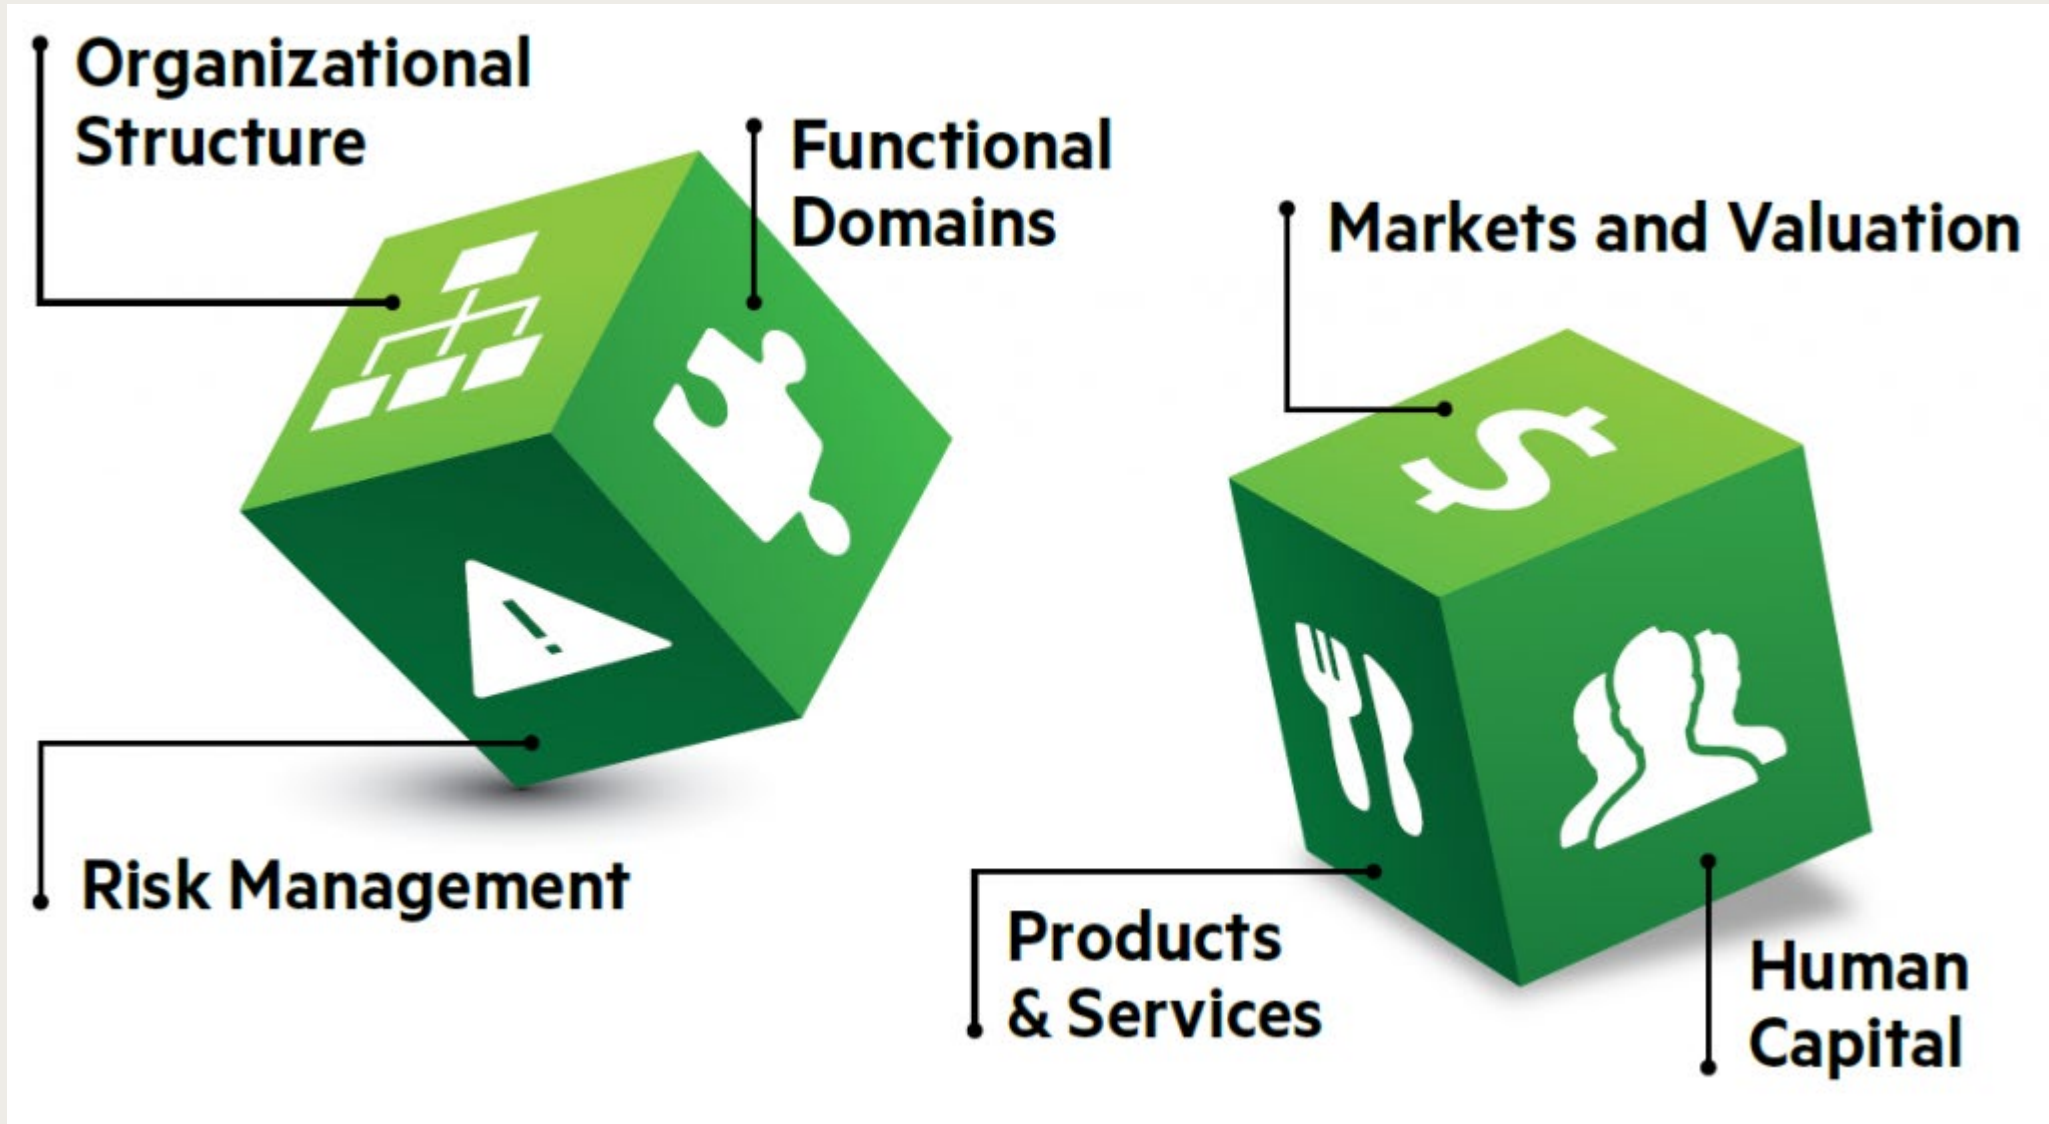 Organizational
Structure
Functional
Domains
Markets and Valuation
Risk Management
Products
& Services
Human
Capital